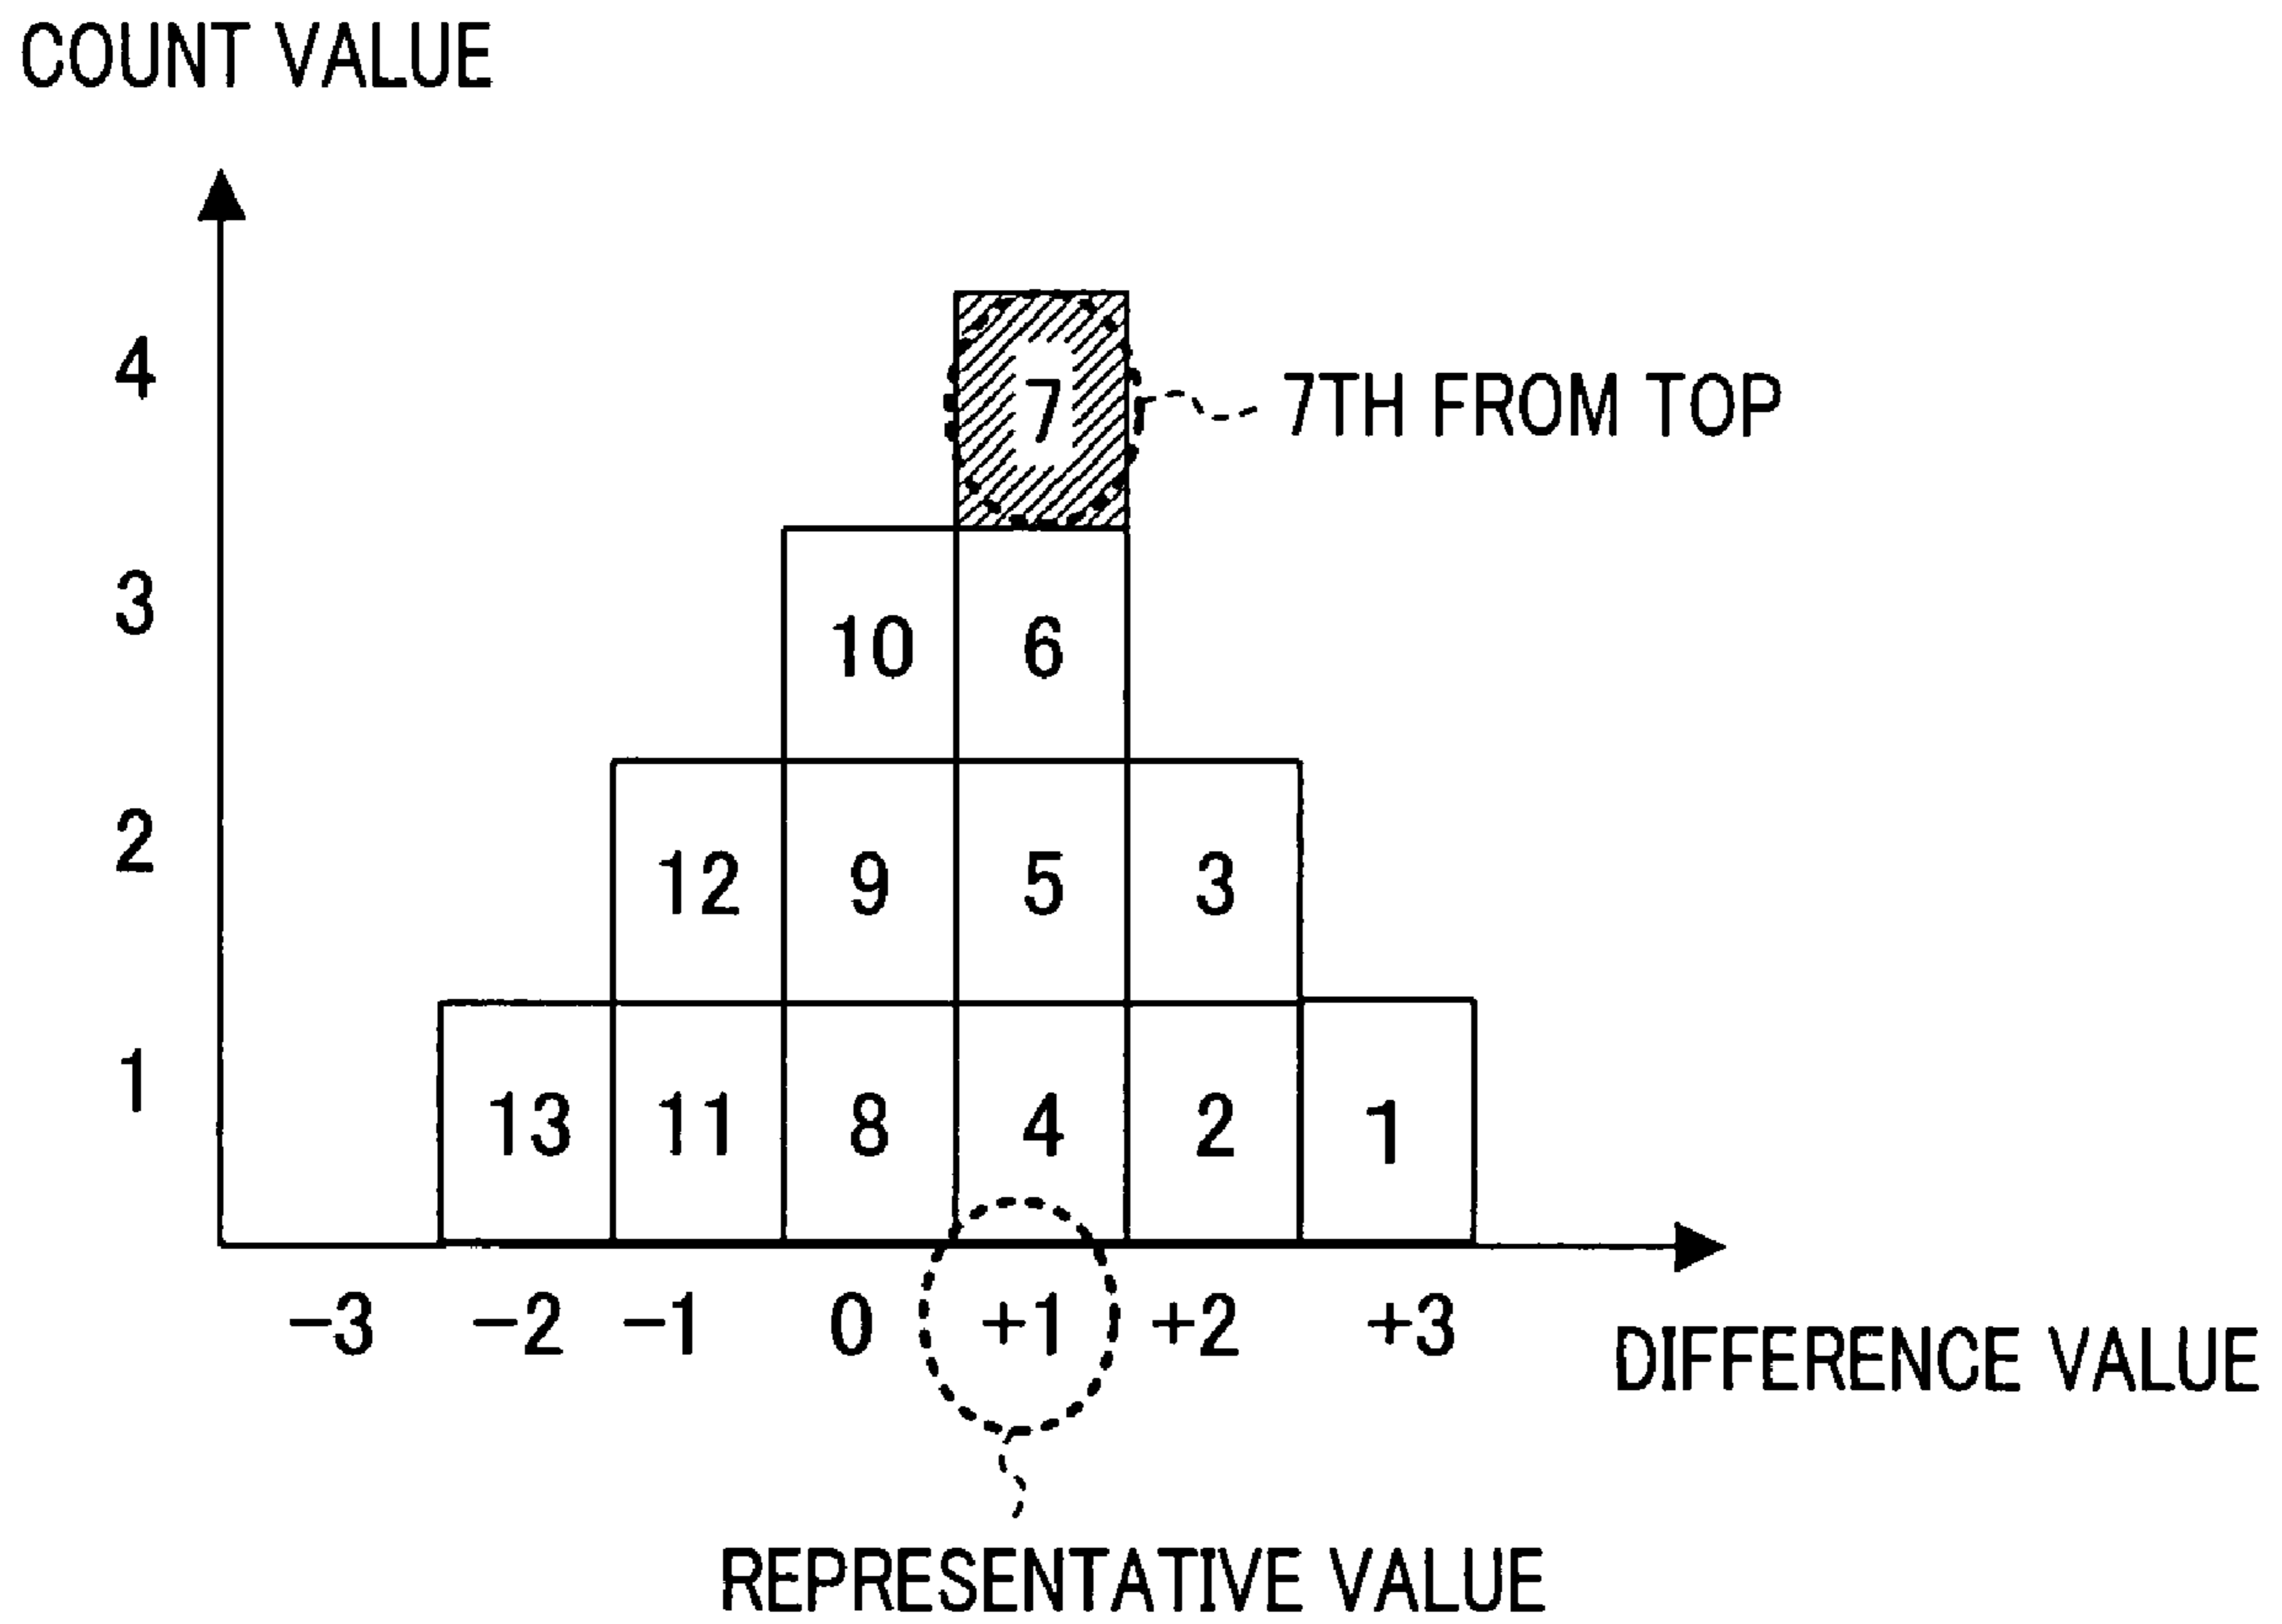 COUNT VALUE
4
7
7TH FROM TOP
3
10 6
2
12 9 5 3
1
13 11 8 4 2 1
−3 −2 −1 0 +1 +2 +3
DIFFERENCE VALUE
REPRESENTATIVE VALUE